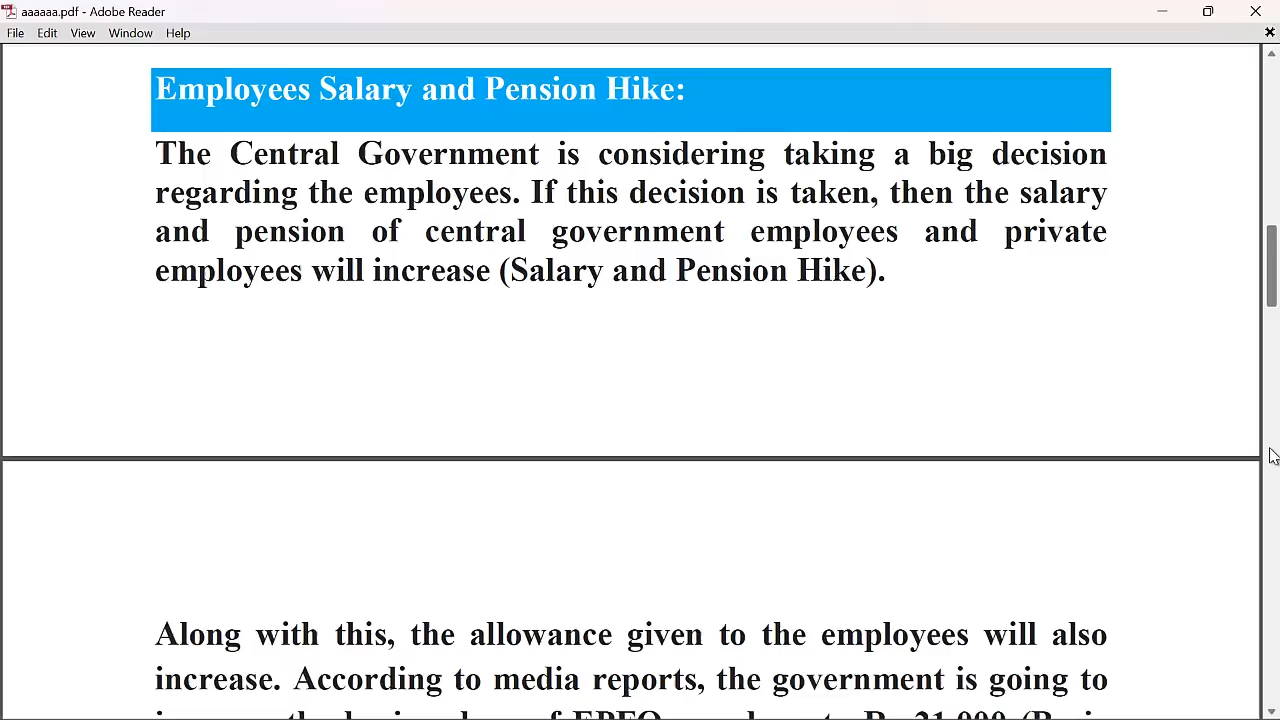 aaaaaa.pdf - Adobe Reader
File Edit View Window Help
Employees Salary and Pension Hike:
The Central Government is considering taking a big decision
regarding the employees. If this decision is taken, then the salary
and pension of central government employees and private
employees will increase (Salary and Pension Hike).
Along with this, the allowance given to the employees will also
increase. According to media reports, the government is going to